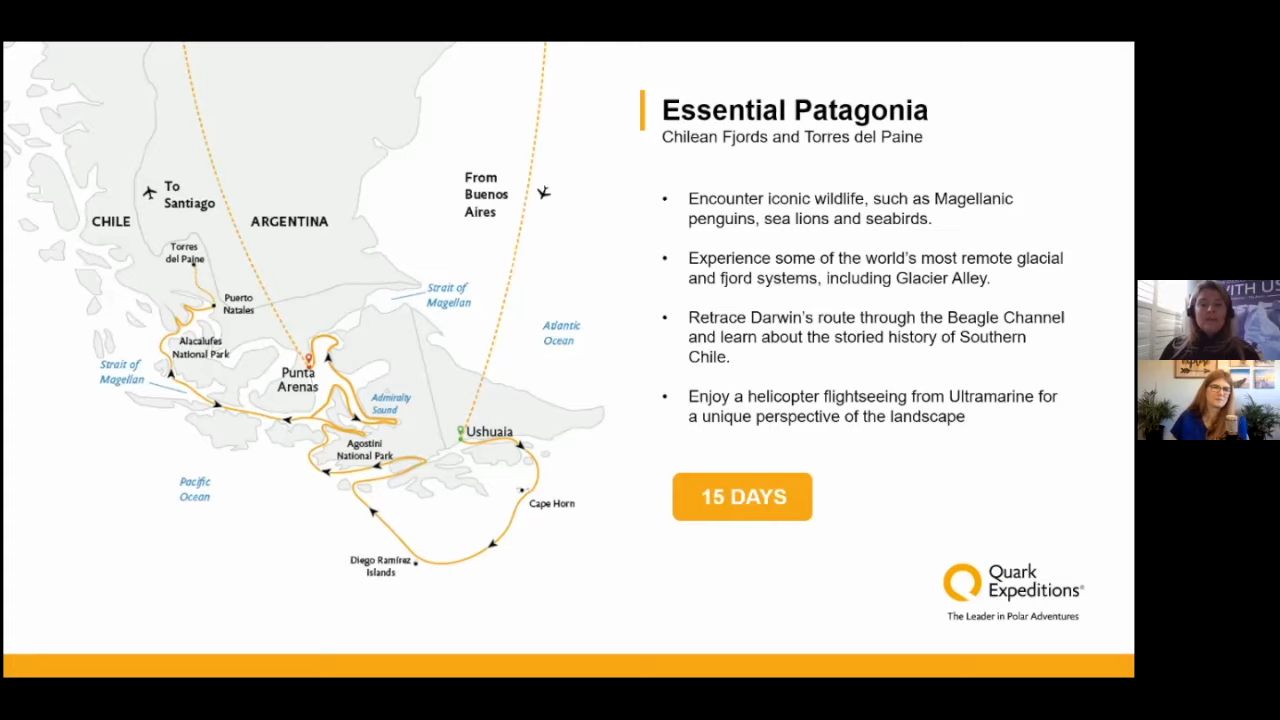 Essential Patagonia
Chilean Fjords and Torres del Paine
• Encounter iconic wildlife, such as Magellanic
penguins, sea lions and seabirds.
• Experience some of the world's most remote glacial
and fjord systems, including Glacier Alley.
• Retrace Darwin's route through the Beagle Channel
and learn about the storied history of Southern
Chile.
• Enjoy a helicopter flightseeing from Ultramarine for
a unique perspective of the landscape
15 DAYS
Quark
Expeditions®
The Leader in Polar Adventures
To
Santiago
From
Buenos
Aires
CHILE
ARGENTINA
Torres
del Paine
Puerto
Natales
Strait of
Magellan
Atlantic
Ocean
Alacalufes
National Park
Strait of
Magellan
Punta
Arenas
Admiralty
Sound
Ushuaia
Agostini
National Park
Pacific
Ocean
Cape Horn
Diego Ramírez
Islands
WITH US